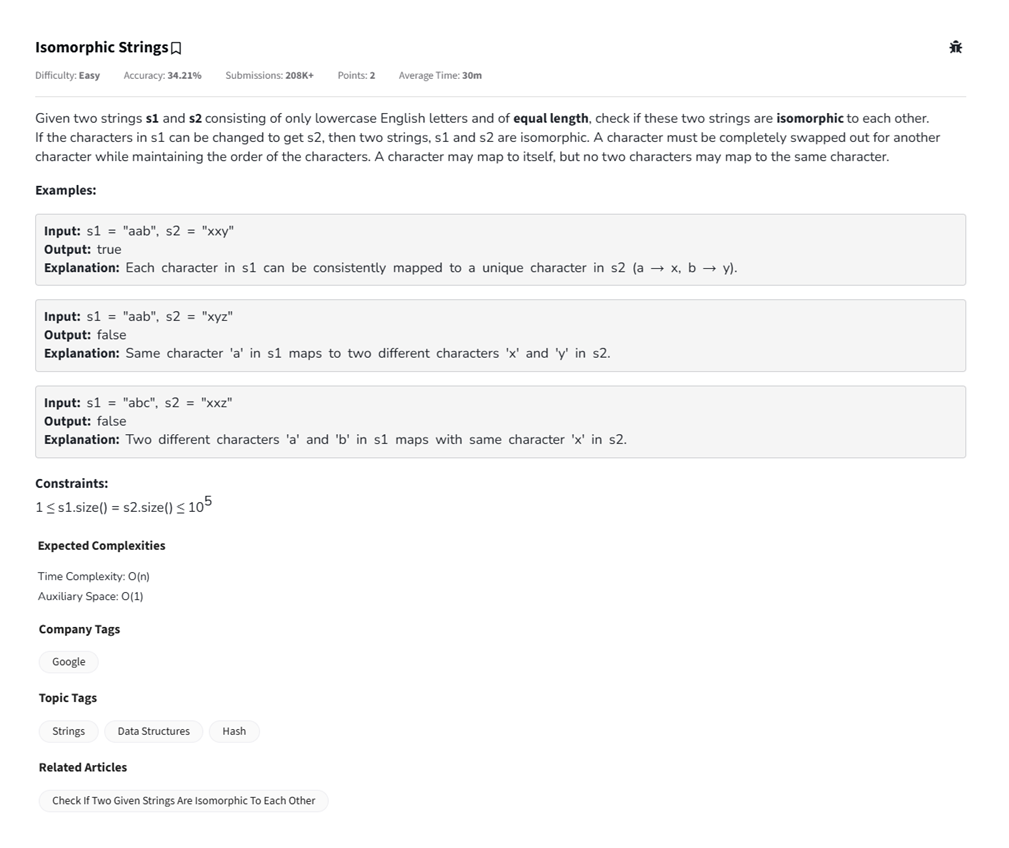 Isomorphic Strings
Difficulty: Easy Accuracy: 34.21% Submissions: 208K+ Points: 2 Average Time: 30m
Given two strings s1 and s2 consisting of only lowercase English letters and of equal length, check if these two strings are isomorphic to each other.
If the characters in s1 can be changed to get s2, then two strings, s1 and s2 are isomorphic. A character must be completely swapped out for another
character while maintaining the order of the characters. A character may map to itself, but no two characters may map to the same character.
Examples:
Input: s1 = "aab", s2 = "xxy"
Output: true
Explanation: Each character in s1 can be consistently mapped to a unique character in s2 (a → x, b → y).
Input: s1 = "aab", s2 = "xyz"
Output: false
Explanation: Same character 'a' in s1 maps to two different characters 'x' and 'y' in s2.
Input: s1 = "abc", s2 = "xxz"
Output: false
Explanation: Two different characters 'a' and 'b' in s1 maps with same character 'x' in s2.
Constraints:
1 ≤ s1.size() = s2.size() ≤ 10⁵
Expected Complexities
Time Complexity: O(n)
Auxiliary Space: O(1)
Company Tags
Google
Topic Tags
Strings Data Structures Hash
Related Articles
Check If Two Given Strings Are Isomorphic To Each Other